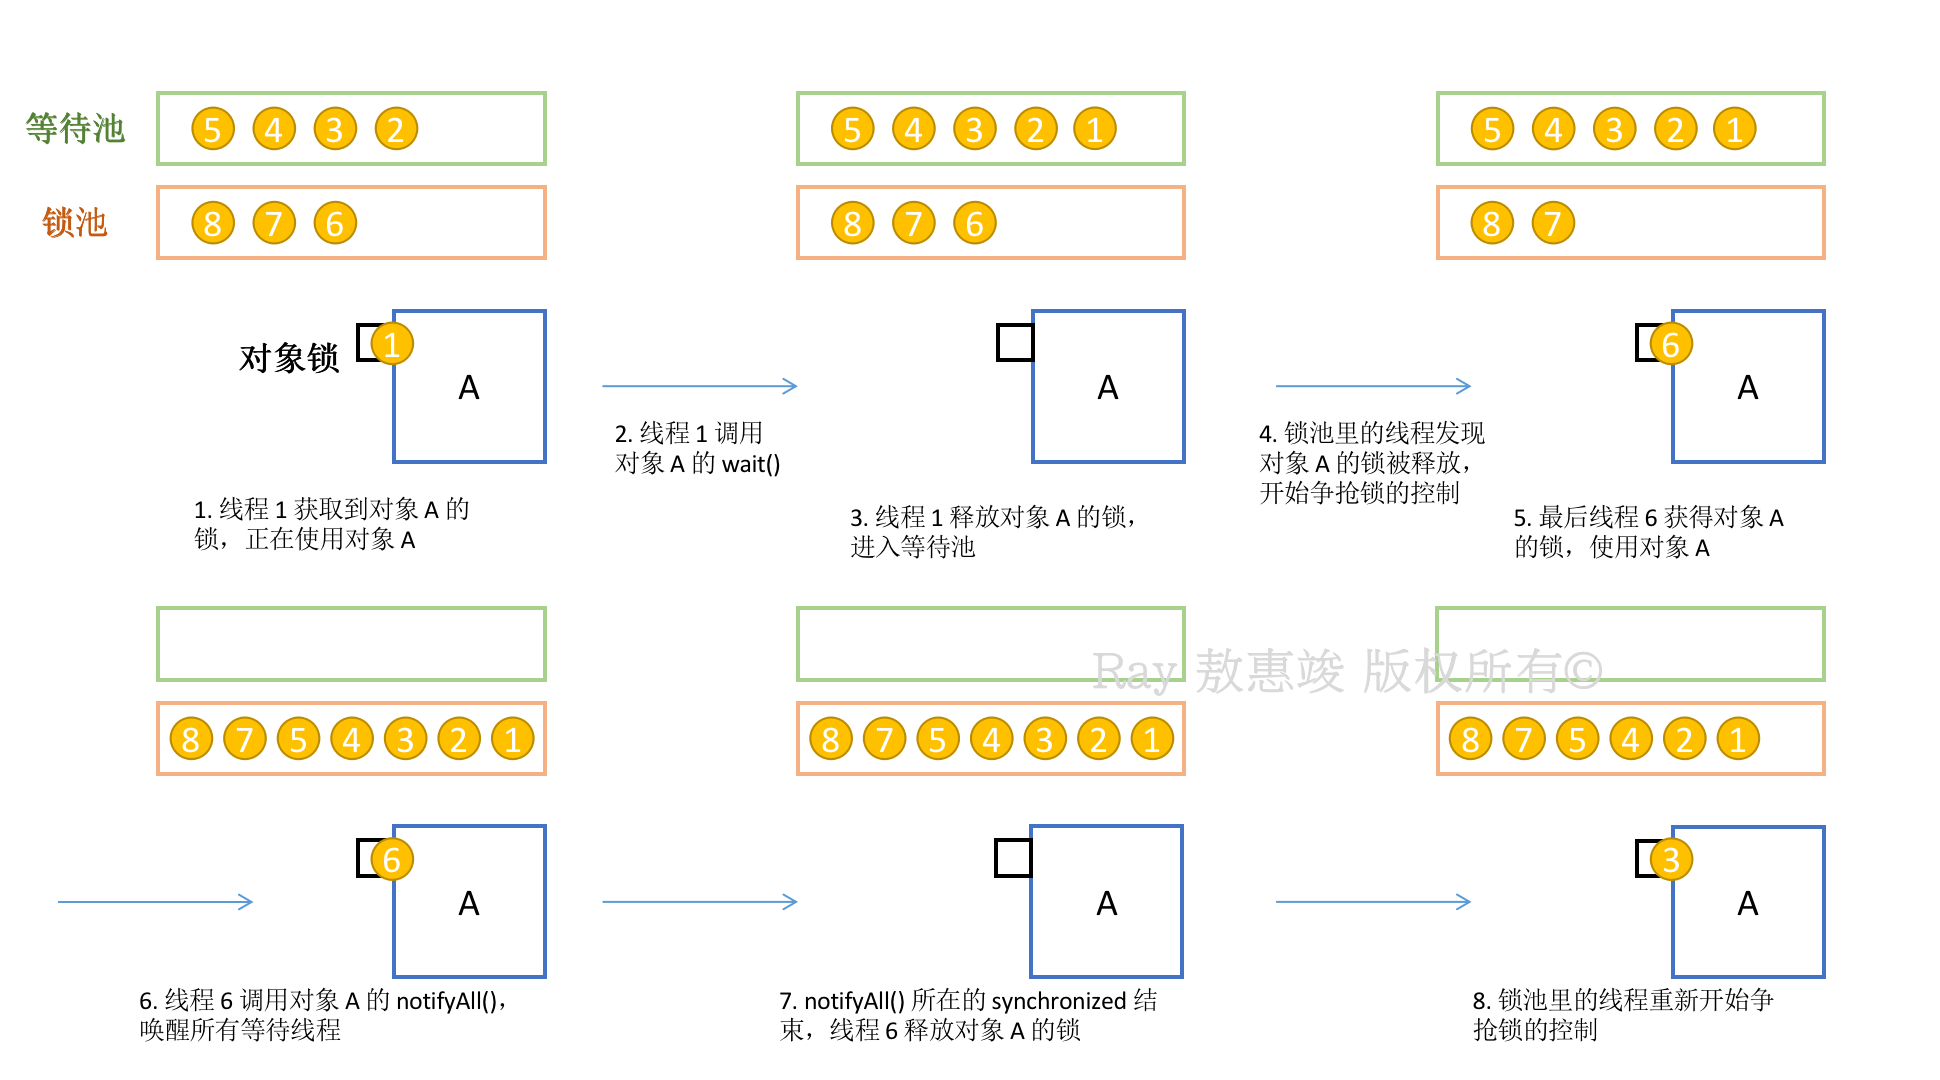 等待池
5 4 3 2
5 4 3 2 1
5 4 3 2 1
锁池
8 7 6
8 7 6
8 7
对象锁
1
A
A
6
A
1. 线程 1 获取到对象 A 的
锁，正在使用对象 A
2. 线程 1 调用
对象 A 的 wait()
3. 线程 1 释放对象 A 的锁，
进入等待池
4. 锁池里的线程发现
对象 A 的锁被释放，
开始争抢锁的控制
5. 最后线程 6 获得对象 A
的锁，使用对象 A
Ray 敖惠竣 版权所有©
8 7 5 4 3 2 1
8 7 5 4 3 2 1
8 7 5 4 2 1
6
A
A
3
A
6. 线程 6 调用对象 A 的 notifyAll()，
唤醒所有等待线程
7. notifyAll() 所在的 synchronized 结
束，线程 6 释放对象 A 的锁
8. 锁池里的线程重新开始争
抢锁的控制